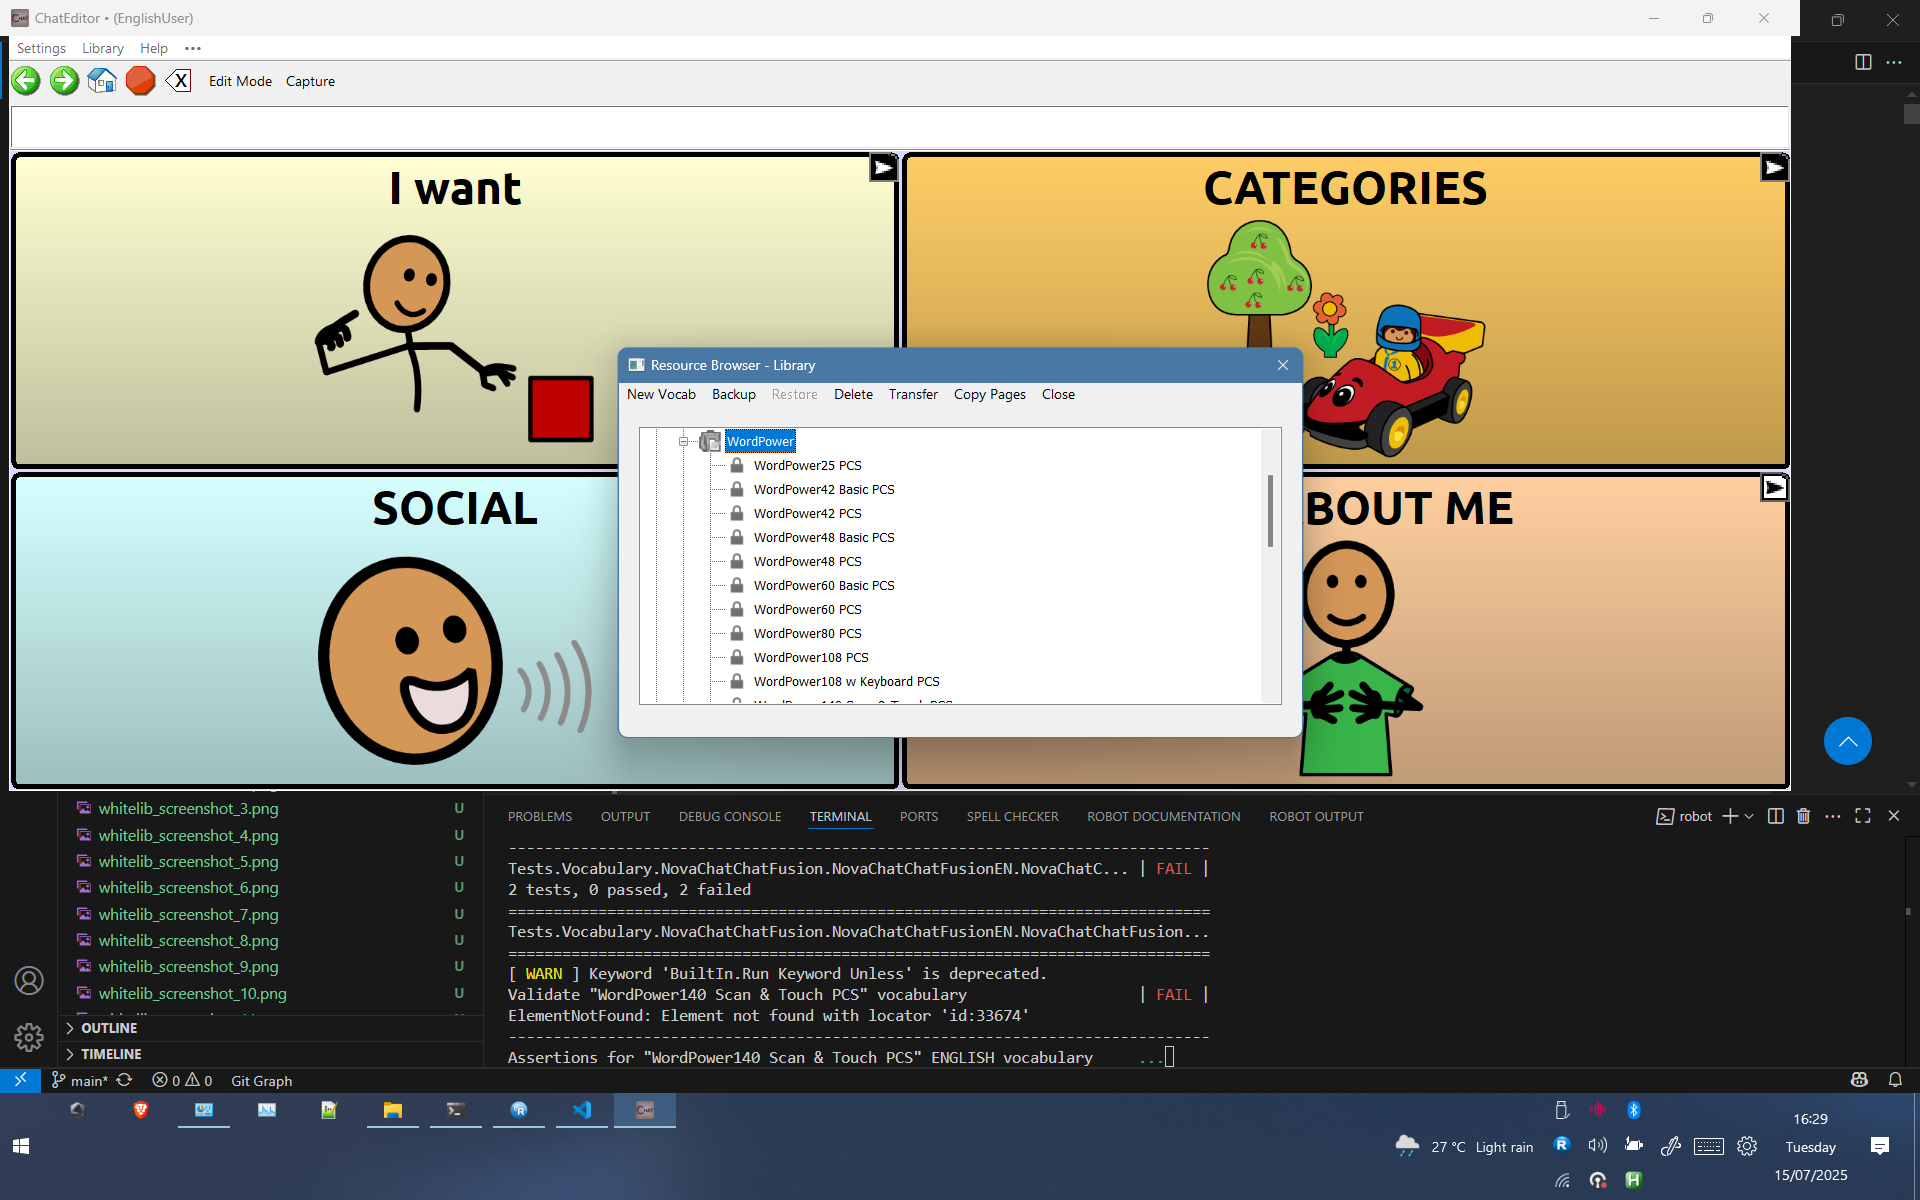 ChatEditor • (EnglishUser)
Settings Library Help
Edit Mode Capture
I want
CATEGORIES
Resource Browser - Library
New Vocab Backup Restore Delete Transfer Copy Pages Close
WordPower
WordPower25 PCS
WordPower42 Basic PCS
WordPower42 PCS
WordPower48 Basic PCS
WordPower48 PCS
WordPower60 Basic PCS
WordPower60 PCS
WordPower80 PCS
WordPower108 PCS
WordPower108 w Keyboard PCS
SOCIAL
BOUT ME
whitelib_screenshot_3.png U
whitelib_screenshot_4.png U
whitelib_screenshot_5.png U
whitelib_screenshot_6.png U
whitelib_screenshot_7.png U
whitelib_screenshot_8.png U
whitelib_screenshot_9.png U
whitelib_screenshot_10.png U
OUTLINE
TIMELINE
PROBLEMS OUTPUT DEBUG CONSOLE TERMINAL PORTS SPELL CHECKER ROBOT DOCUMENTATION ROBOT OUTPUT
robot
------------------------------------------------------------------------------
Tests.Vocabulary.NovaChatChatFusion.NovaChatChatFusionEN.NovaChatC... | FAIL |
2 tests, 0 passed, 2 failed
==============================================================================
Tests.Vocabulary.NovaChatChatFusion.NovaChatChatFusionEN.NovaChatChatFusion...
==============================================================================
[ WARN ] Keyword 'BuiltIn.Run Keyword Unless' is deprecated.
Validate "WordPower140 Scan & Touch PCS" vocabulary | FAIL |
ElementNotFound: Element not found with locator 'id:33674'
------------------------------------------------------------------------------
Assertions for "WordPower140 Scan & Touch PCS" ENGLISH vocabulary ...
main* 0 0 Git Graph
27 °C Light rain
16:29
Tuesday
15/07/2025